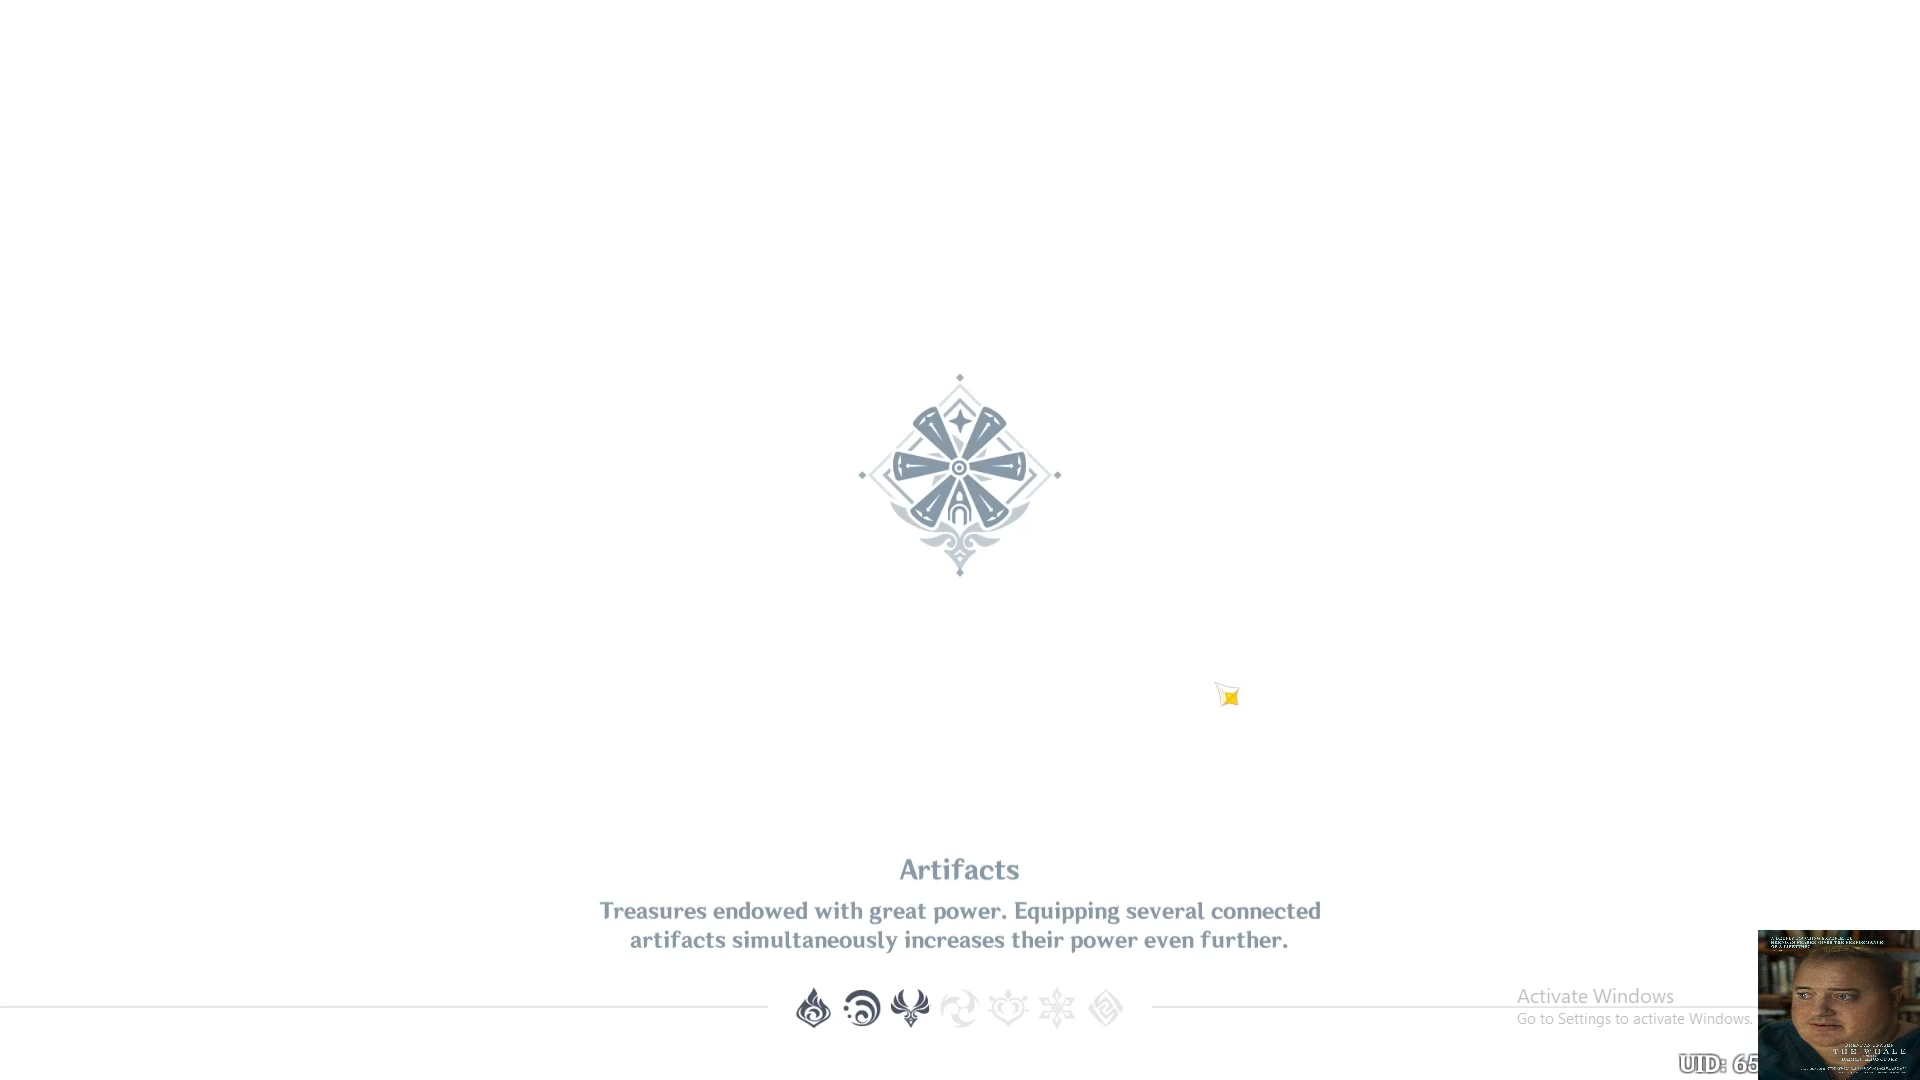 Artifacts
Treasures endowed with great power. Equipping several connected
artifacts simultaneously increases their power even further.
Activate Windows
Go to Settings to activate Windows.
UID: 65
THE WHALE